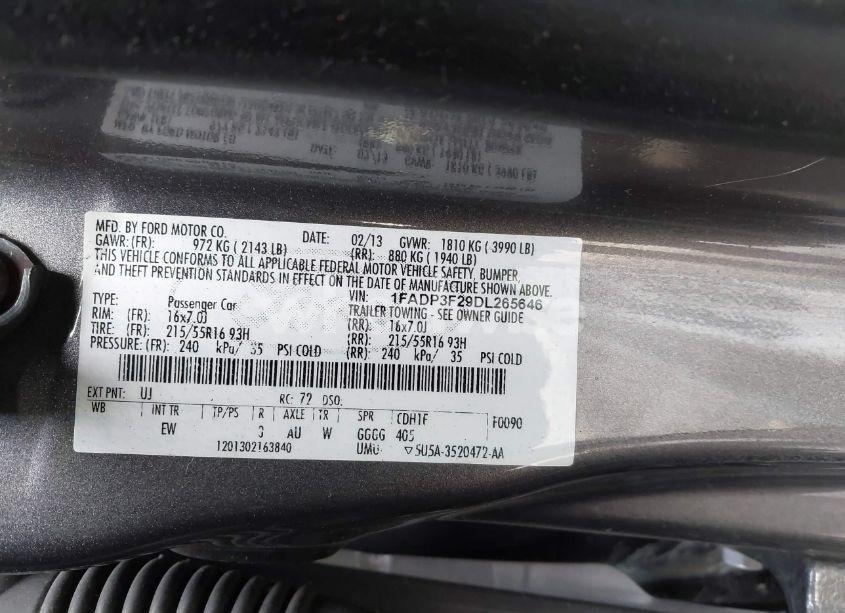 MFD. BY FORD MOTOR CO.
DATE: 02/13 GVWR: 1810 KG ( 3990 LB)
GAWR: (FR): 972 KG ( 2143 LB) (RR): 880 KG ( 1940 LB)
THIS VEHICLE CONFORMS TO ALL APPLICABLE FEDERAL MOTOR VEHICLE SAFETY, BUMPER,
AND THEFT PREVENTION STANDARDS IN EFFECT ON THE DATE OF MANUFACTURE SHOWN ABOVE.
VIN: 1FADP3F29DL265646
TYPE: Passenger Car TRAILER TOWING - SEE OWNER GUIDE
RIM: (FR): 16x7.0J (RR): 16x7.0J
TIRE: (FR): 215/55R16 93H (RR): 215/55R16 93H
PRESSURE: (FR): 240 kPa/ 35 PSI COLD (RR): 240 kPa/ 35 PSI COLD
EXT PNT: UJ RC: 72 DSO:
WB INT TR TP/PS R AXLE TR SPR CDH1F F0090
EW AU W GGGG 405
1201302163840 ▽5U5A-3520472-AA